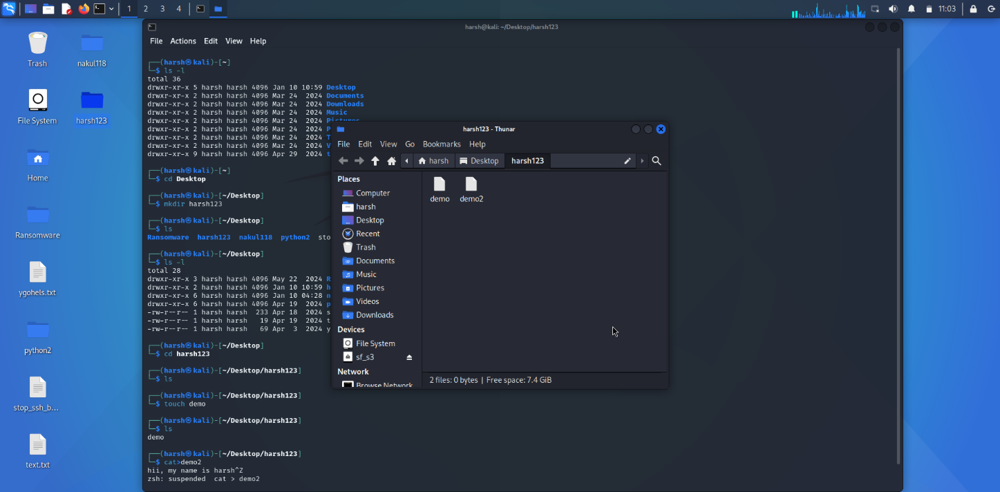 1 2 3 4
11:03
Trash
nakul118
File System
harsh123
Home
Ransomware
ygohels.txt
python2
stop_ssh_b...
text.txt
harsh@kali: ~/Desktop/harsh123
File Actions Edit View Help
┌──(harsh㉿kali)-[~]
└─$ ls -l
total 36
drwxr-xr-x 5 harsh harsh 4096 Jan 10 10:59 Desktop
drwxr-xr-x 2 harsh harsh 4096 Mar 24  2024 Documents
drwxr-xr-x 2 harsh harsh 4096 Mar 24  2024 Downloads
drwxr-xr-x 2 harsh harsh 4096 Mar 24  2024 Music
drwxr-xr-x 2 harsh harsh 4096 Mar 24  2024 Pictures
drwxr-xr-x 2 harsh harsh 4096 Mar 24  2024 P
drwxr-xr-x 2 harsh harsh 4096 Mar 24  2024 T
drwxr-xr-x 2 harsh harsh 4096 Mar 24  2024 V
drwxr-xr-x 9 harsh harsh 4096 Apr 29  2024 t
┌──(harsh㉿kali)-[~]
└─$ cd Desktop
┌──(harsh㉿kali)-[~/Desktop]
└─$ mkdir harsh123
┌──(harsh㉿kali)-[~/Desktop]
└─$ ls
Ransomware  harsh123  nakul118  python2  sto
┌──(harsh㉿kali)-[~/Desktop]
└─$ ls -l
total 28
drwxr-xr-x 3 harsh harsh 4096 May 22  2024 R
drwxr-xr-x 2 harsh harsh 4096 Jan 10 10:59 h
drwxr-xr-x 6 harsh harsh 4096 Jan 10 04:28 n
drwxr-xr-x 6 harsh harsh 4096 Apr 19  2024 p
-rw-r--r-- 1 harsh harsh  233 Apr 18  2024 s
-rw-r--r-- 1 harsh harsh   19 Apr 19  2024 t
-rw-r--r-- 1 harsh harsh   69 Apr  3  2024 y
┌──(harsh㉿kali)-[~/Desktop]
└─$ cd harsh123
┌──(harsh㉿kali)-[~/Desktop/harsh123]
└─$ ls
┌──(harsh㉿kali)-[~/Desktop/harsh123]
└─$ touch demo
┌──(harsh㉿kali)-[~/Desktop/harsh123]
└─$ ls
demo
┌──(harsh㉿kali)-[~/Desktop/harsh123]
└─$ cat>demo2
hii, my name is harsh^Z
zsh: suspended  cat > demo2
harsh123 - Thunar
File Edit View Go Bookmarks Help
harsh Desktop harsh123
Places
Computer
harsh
Desktop
Recent
Trash
Documents
Music
Pictures
Videos
Downloads
Devices
File System
sf_s3
Network
Browse Network
demo demo2
2 files: 0 bytes | Free space: 7.4 GiB